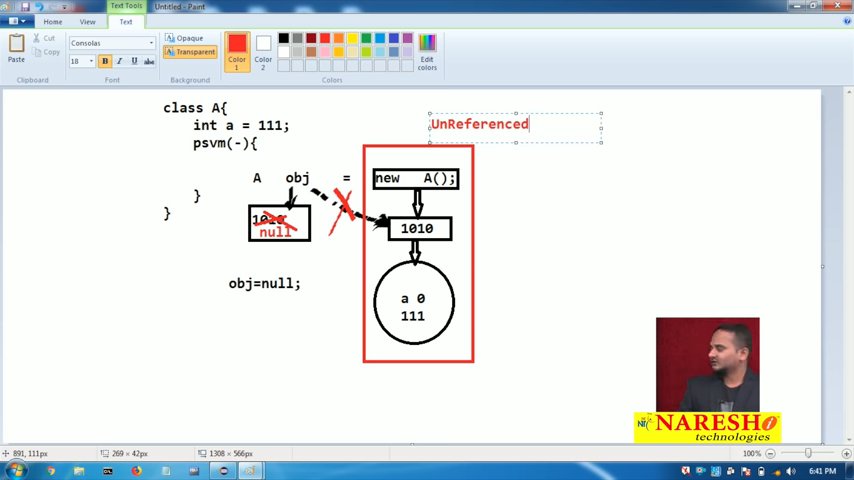 Text Tools
Untitled - Paint
Home
View
Text
Paste
Cut
Copy
Clipboard
Consolas
18
B
I
U
abc
Font
Opaque
Transparent
Background
Color 1
Color 2
Edit colors
Colors
class A{
int a = 111;
psvm(-){
A obj = new A();
}
}
1010
null
1010
obj=null;
a 0
111
UnReferenced
NIT
NARESH
technologies
891, 111px
269 × 42px
1308 × 566px
100%
6:41 PM